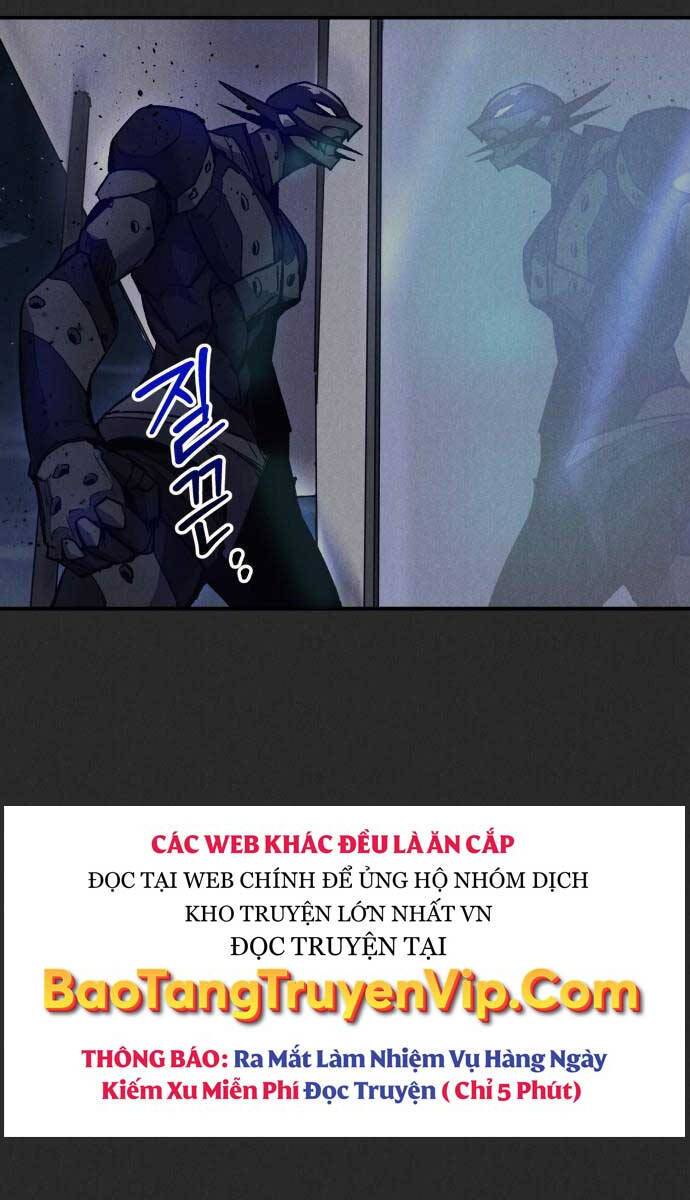 질끈..
CÁC WEB KHÁC ĐỀU LÀ ĂN CẮP
ĐỌC TẠI WEB CHÍNH ĐỂ ỦNG HỘ NHÓM DỊCH
KHO TRUYỆN LỚN NHẤT VN
ĐỌC TRUYỆN TẠI
BaoTangTruyenVip.Com
THÔNG BÁO: Ra Mắt Làm Nhiệm Vụ Hàng Ngày
Kiếm Xu Miễn Phí Đọc Truyện ( Chỉ 5 Phút)